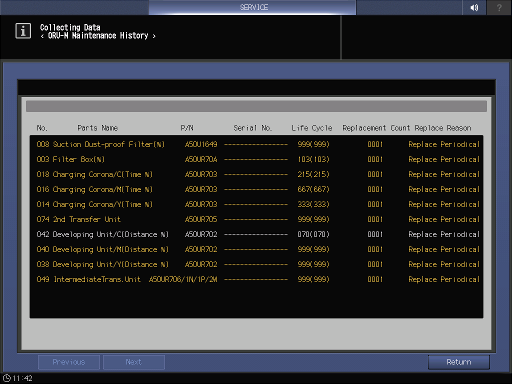 SERVICE
?
i
Collecting Data
< ORU-M Maintenance History >
No. Parts Name P/N Serial No. Life Cycle Replacement Count Replace Reason
008 Suction Dust-proof Filter(%) A50U1649 ----------------- 999(999) 0001 Replace Periodical
003 Filter Box(%) A50UR70A ----------------- 103(103) 0001 Replace Periodical
018 Changing Corona/C(Time %) A50UR703 ----------------- 215(215) 0001 Replace Periodical
016 Changing Corona/M(Time %) A50UR703 ----------------- 667(667) 0001 Replace Periodical
014 Changing Corona/Y(Time %) A50UR703 ----------------- 333(333) 0001 Replace Periodical
074 2nd Transfer Unit A50UR705 ----------------- 999(999) 0001 Replace Periodical
042 Developing Unit/C(Distance %) A50UR702 ----------------- 070(070) 0001 Replace Periodical
040 Developing Unit/M(Distance %) A50UR702 ----------------- 999(999) 0001 Replace Periodical
038 Developing Unit/Y(Distance %) A50UR702 ----------------- 999(999) 0001 Replace Periodical
049 IntermediateTrans.Unit A50UR706/1N/1P/2W ----------------- 999(999) 0001 Replace Periodical
Previous Next Return
11:42